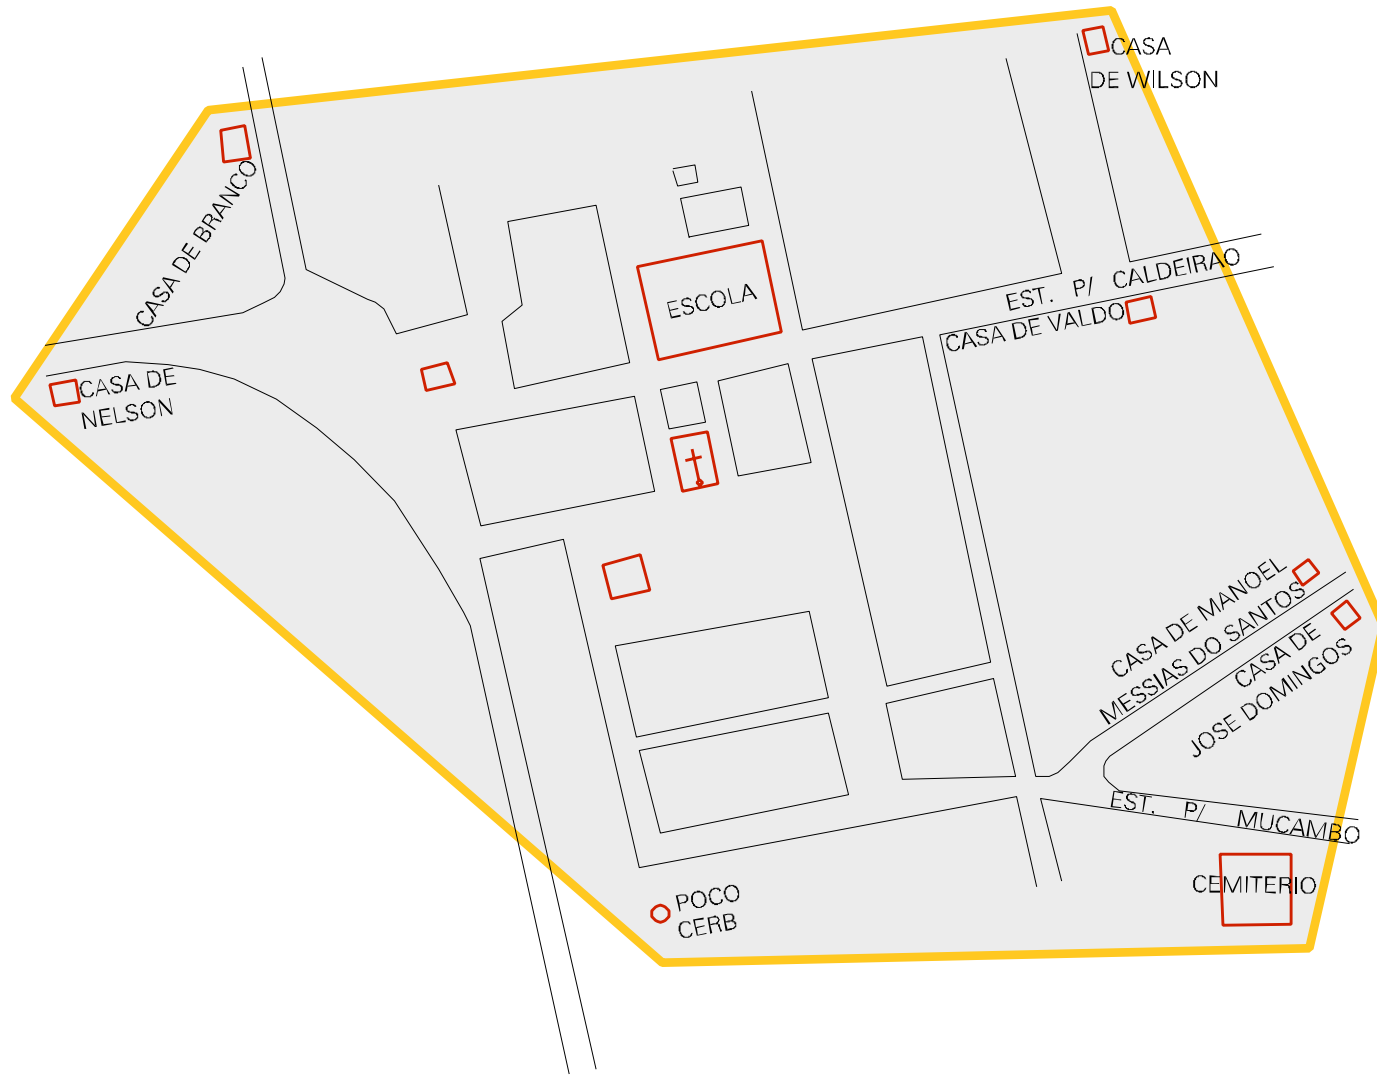 CASA
DE WILSON
CASA DE BRANCO
EST. P/ CALDEIRAO
ESCOLA
CASA DE VALDO
CASA DE
NELSON
CASA DE MANOEL
MESSIAS DO SANTOS
CASA DE
JOSE DOMINGOS
EST. P/ MUCAMBO
CEMITERIO
POCO
CERB